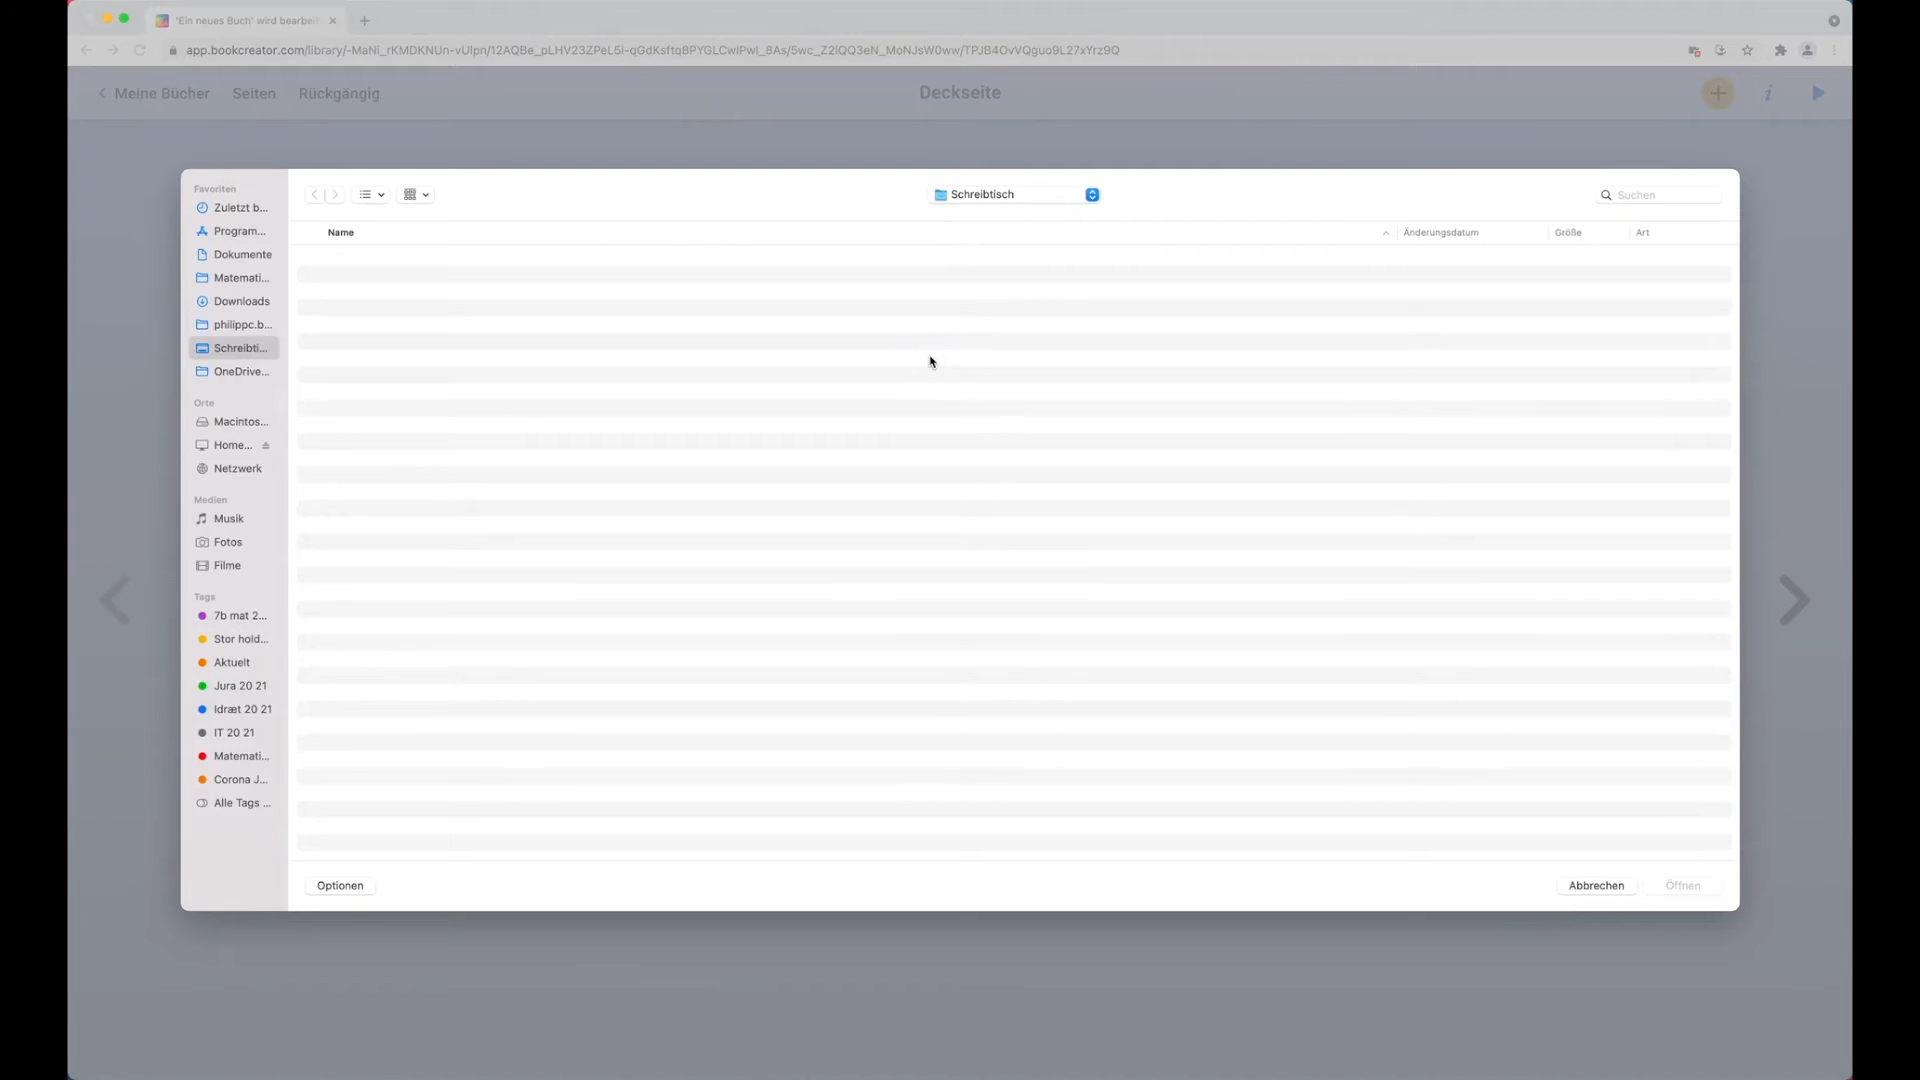 'Ein neues Buch' wird bearbeit
app.bookcreator.com/library/-MaNi_rKMDKNUn-vUlpn/12AQBe_pLHV23ZPeL5i-qGdKsftq8PYGLCwiPwI_8As/5wc_Z2IQQ3eN_MoNJsW0ww/TPJB4OvVQguo9L27xYrz9Q
Meine Bücher Seiten Rückgängig
Deckseite
Favoriten
Zuletzt b...
Program...
Dokumente
Matemati...
Downloads
philippc.b...
Schreibti...
OneDrive...
Orte
Macintos...
Home...
Netzwerk
Medien
Musik
Fotos
Filme
Tags
7b mat 2...
Stor hold...
Aktuelt
Jura 20 21
Idræt 20 21
IT 20 21
Matemati...
Corona J...
Alle Tags ...
Schreibtisch
Suchen
Name Änderungsdatum Größe Art
Optionen
Abbrechen
Öffnen